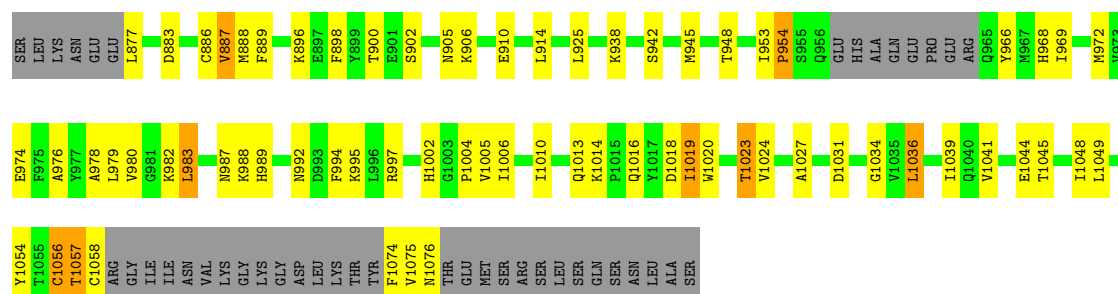 SER LEU LYS ASN GLU GLU L877 D883 C886 V887 M888 F889 K896 E897 F898 Y899 T900 E901 S902 N905 K906 E910 L914 L925 K938 S942 M945 T948 I953 P954 S955 Q956 GLU HIS ALA GLN GLU PRO GLU ARG Q965 Y966 M967 H968 I969 M972 V973
E974 F975 A976 Y977 A978 L979 V980 G981 K982 L983 N987 K988 H989 N992 D993 F994 K995 L996 R997 H1002 G1003 P1004 V1005 I1006 I1010 Q1013 K1014 P1015 Q1016 Y1017 D1018 I1019 W1020 T1023 V1024 A1027 D1031 G1034 V1035 L1036 I1039 Q1040 V1041 E1044 T1045 I1048 L1049
Y1054 T1055 C1056 T1057 C1058 ARG GLY ILE ILE ASN VAL LYS GLY LYS GLY ASP LEU LYS THR TYR F1074 V1075 N1076 THR GLU MET SER ARG SER LEU SER GLN SER ASN LEU ALA SER